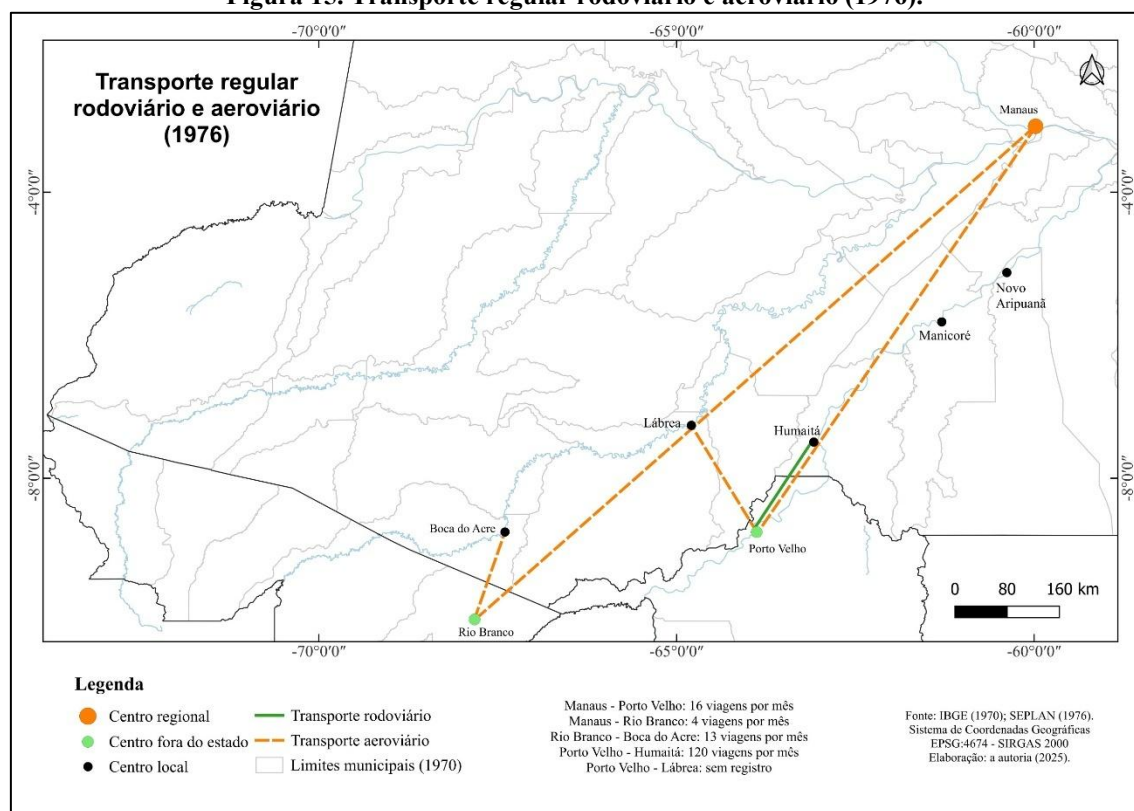 Figura 15. Transporte regular rodoviário e aeroviário (1976).
Transporte regular
rodoviário e aeroviário
(1976)
-70°0′0″
-65°0′0″
-60°0′0″
-4°0′0″
-4°0′0″
-8°0′0″
-8°0′0″
Manaus
Novo
Aripuanã
Manicoré
Lábrea
Humaitá
Boca do Acre
Porto Velho
Rio Branco
0 80 160 km
-70°0′0″
-65°0′0″
-60°0′0″
Legenda
Centro regional
Centro fora do estado
Centro local
Transporte rodoviário
Transporte aeroviário
Limites municipais (1970)
Manaus - Porto Velho: 16 viagens por mês
Manaus - Rio Branco: 4 viagens por mês
Rio Branco - Boca do Acre: 13 viagens por mês
Porto Velho - Humaitá: 120 viagens por mês
Porto Velho - Lábrea: sem registro
Fonte: IBGE (1970); SEPLAN (1976).
Sistema de Coordenadas Geográficas
EPSG:4674 - SIRGAS 2000
Elaboração: a autoria (2025).